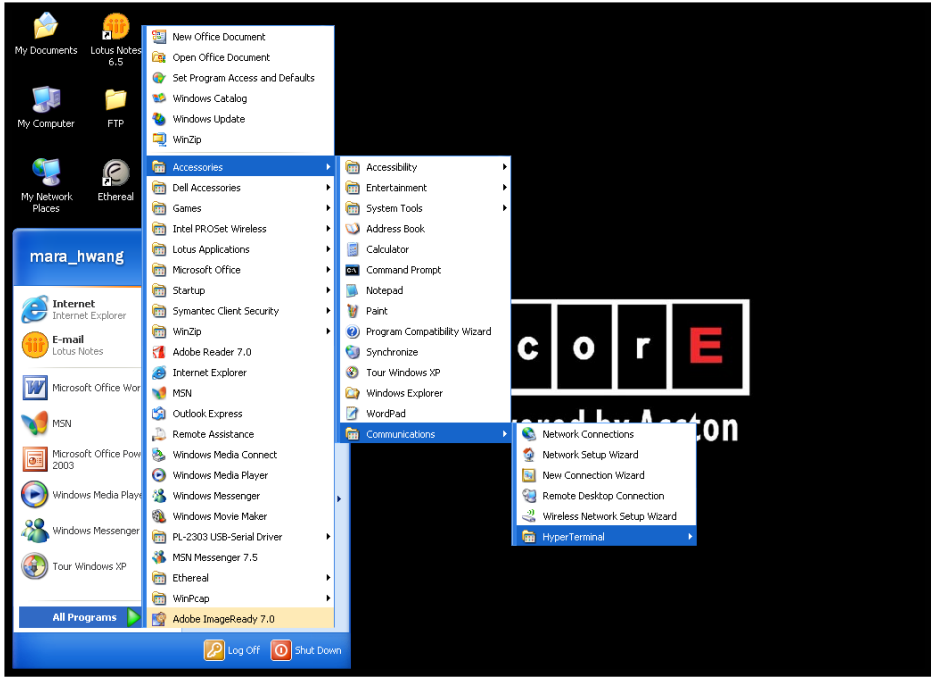 My Documents
Lotus Notes
6.5
My Computer
FTP
My Network
Places
Ethereal
mara_hwang
Internet
Internet Explorer
E-mail
Lotus Notes
Microsoft Office Wor
MSN
Microsoft Office Pow
2003
Windows Media Playe
Windows Messenger
Tour Windows XP
All Programs
Log Off
Shut Down
New Office Document
Open Office Document
Set Program Access and Defaults
Windows Catalog
Windows Update
WinZip
Accessories
Dell Accessories
Games
Intel PROSet Wireless
Lotus Applications
Microsoft Office
Startup
Symantec Client Security
WinZip
Adobe Reader 7.0
Internet Explorer
MSN
Outlook Express
Remote Assistance
Windows Media Connect
Windows Media Player
Windows Messenger
Windows Movie Maker
PL-2303 USB-Serial Driver
MSN Messenger 7.5
Ethereal
WinPcap
Adobe ImageReady 7.0
Accessibility
Entertainment
System Tools
Address Book
Calculator
Command Prompt
Notepad
Paint
Program Compatibility Wizard
Synchronize
Tour Windows XP
Windows Explorer
WordPad
Communications
Network Connections
Network Setup Wizard
New Connection Wizard
Remote Desktop Connection
Wireless Network Setup Wizard
HyperTerminal
c o r E